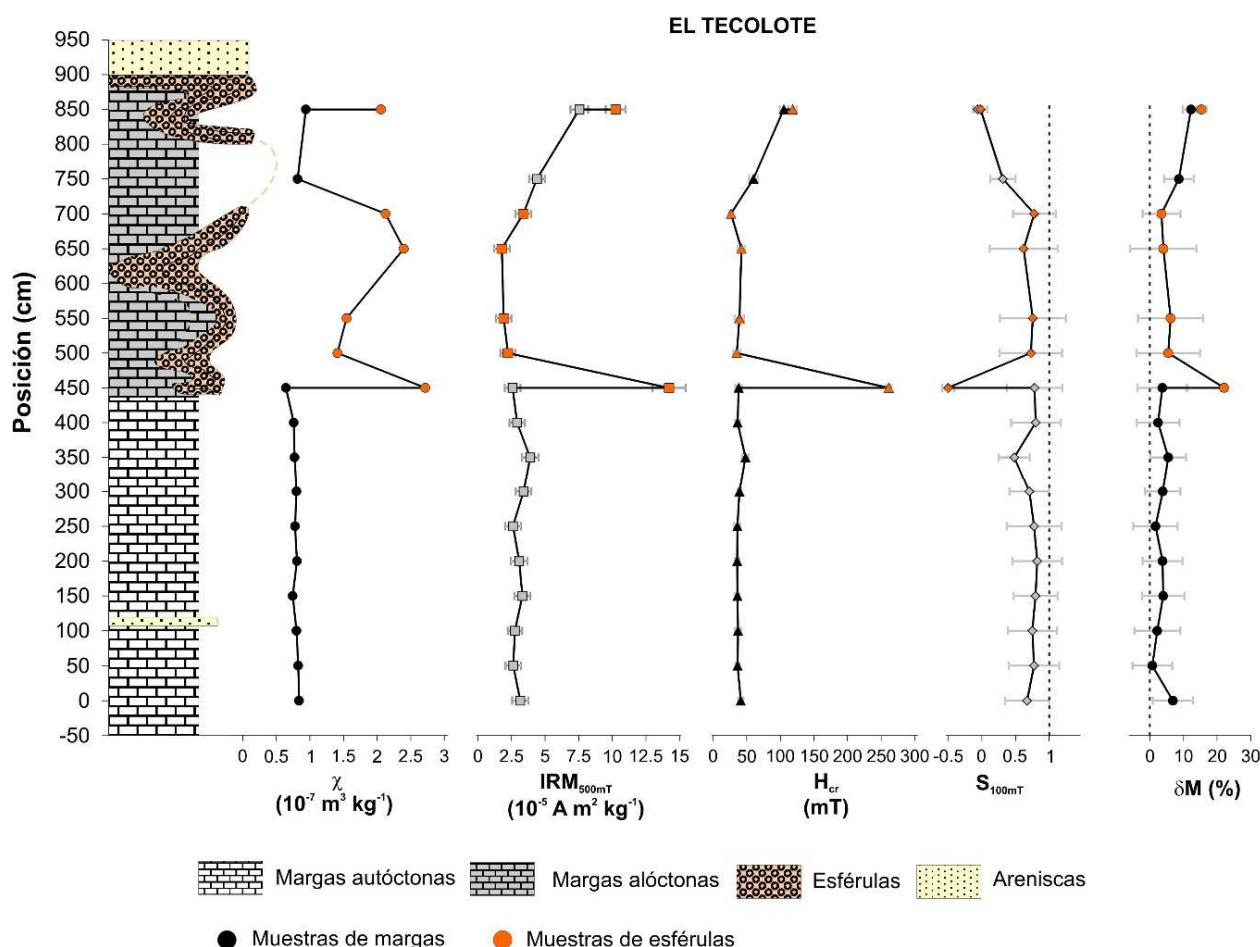 EL TECOLOTE
Posición (cm)
950
900
850
800
750
700
650
600
550
500
450
400
350
300
250
200
150
100
50
0
-50
0 0.5 1 1.5 2 2.5 3
χ
(10⁻⁷ m³ kg⁻¹)
0 2.5 5 7.5 10 12.5 15
IRM500mT
(10⁻⁵ A m² kg⁻¹)
0 50 100 150 200 250 300
Hcr
(mT)
-0.5 0 0.5 1
S100mT
0 10 20 30
δM (%)
Margas autóctonas
Margas alóctonas
Esférulas
Areniscas
Muestras de margas
Muestras de esférulas